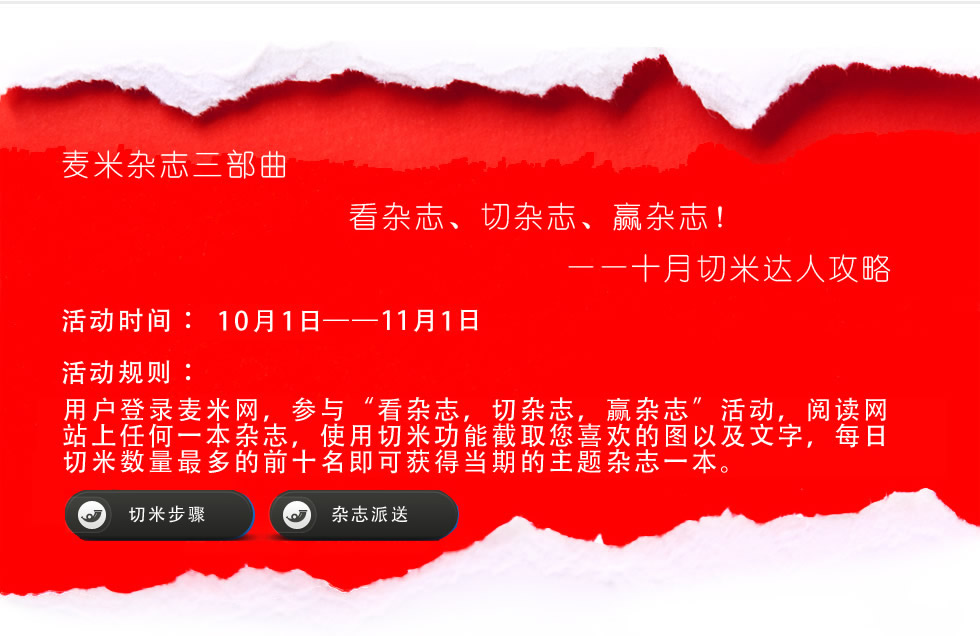 麦米杂志三部曲
看杂志、切杂志、赢杂志！
——十月切米达人攻略
活动时间： 10月1日——11月1日
活动规则：
用户登录麦米网，参与“看杂志，切杂志，赢杂志”活动，阅读网
站上任何一本杂志，使用切米功能截取您喜欢的图以及文字，每日
切米数量最多的前十名即可获得当期的主题杂志一本。
切米步骤 杂志派送